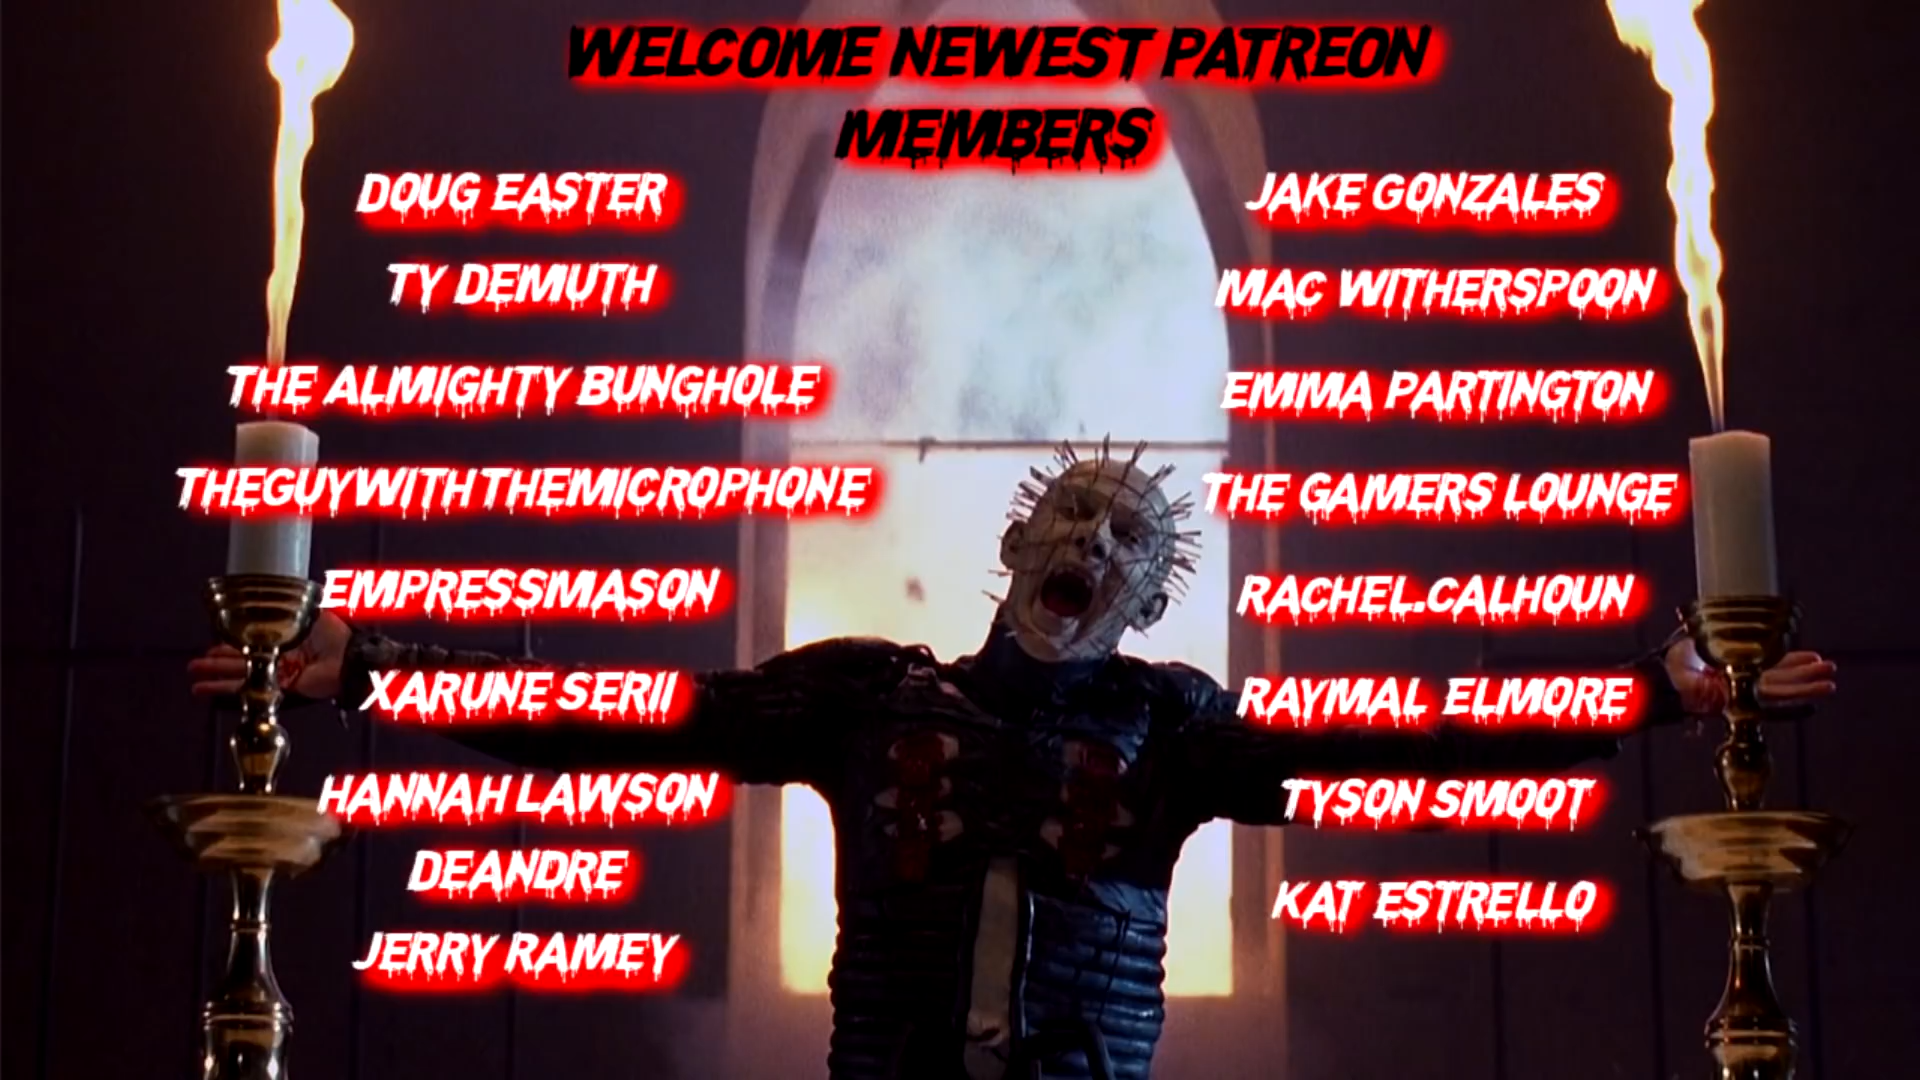 WELCOME NEWEST PATREON
MEMBERS
DOUG EASTER
TY DEMUTH
THE ALMIGHTY BUNGHOLE
THEGUYWITHTHEMICROPHONE
EMPRESSMASON
XARUNE SERII
HANNAH LAWSON
DEANDRE
JERRY RAMEY
JAKE GONZALES
MAC WITHERSPOON
EMMA PARTINGTON
THE GAMERS LOUNGE
RACHEL.CALHOUN
RAYMAL ELMORE
TYSON SMOOT
KAT ESTRELLO